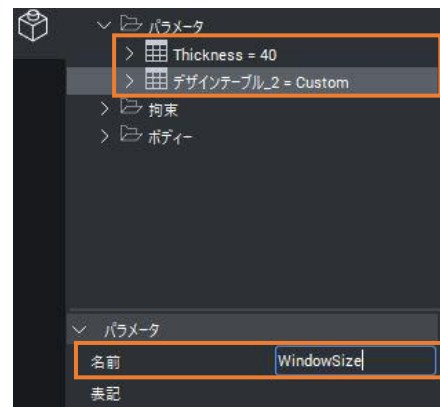 パラメータ
Thickness = 40
デザインテーブル_2 = Custom
拘束
ボディー
パラメータ
名前 WindowSize
表記